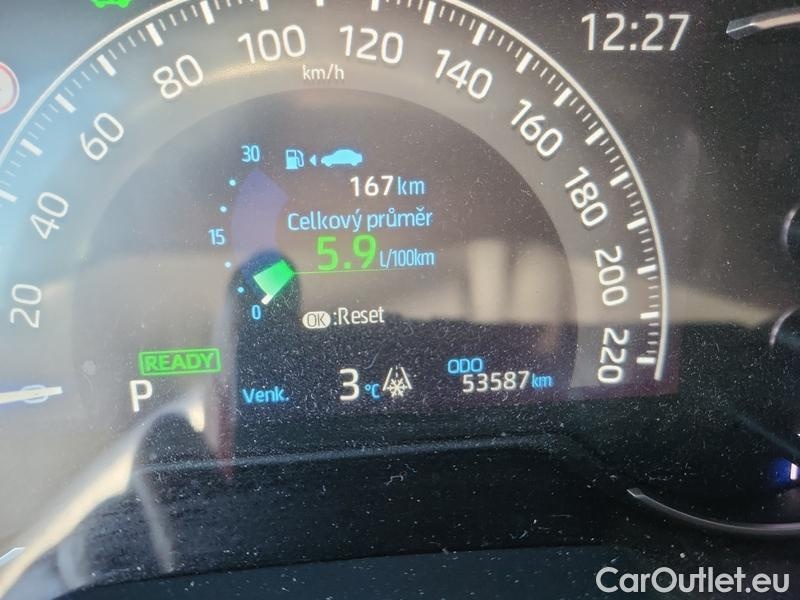 12:27
20
40
60
80
100
120
140
160
180
200
220
km/h
30
15
0
167 km
Celkový průměr
5.9 L/100km
OK :Reset
READY
P
Venk. 3 °C
ODO
53587 km
CarOutlet.eu